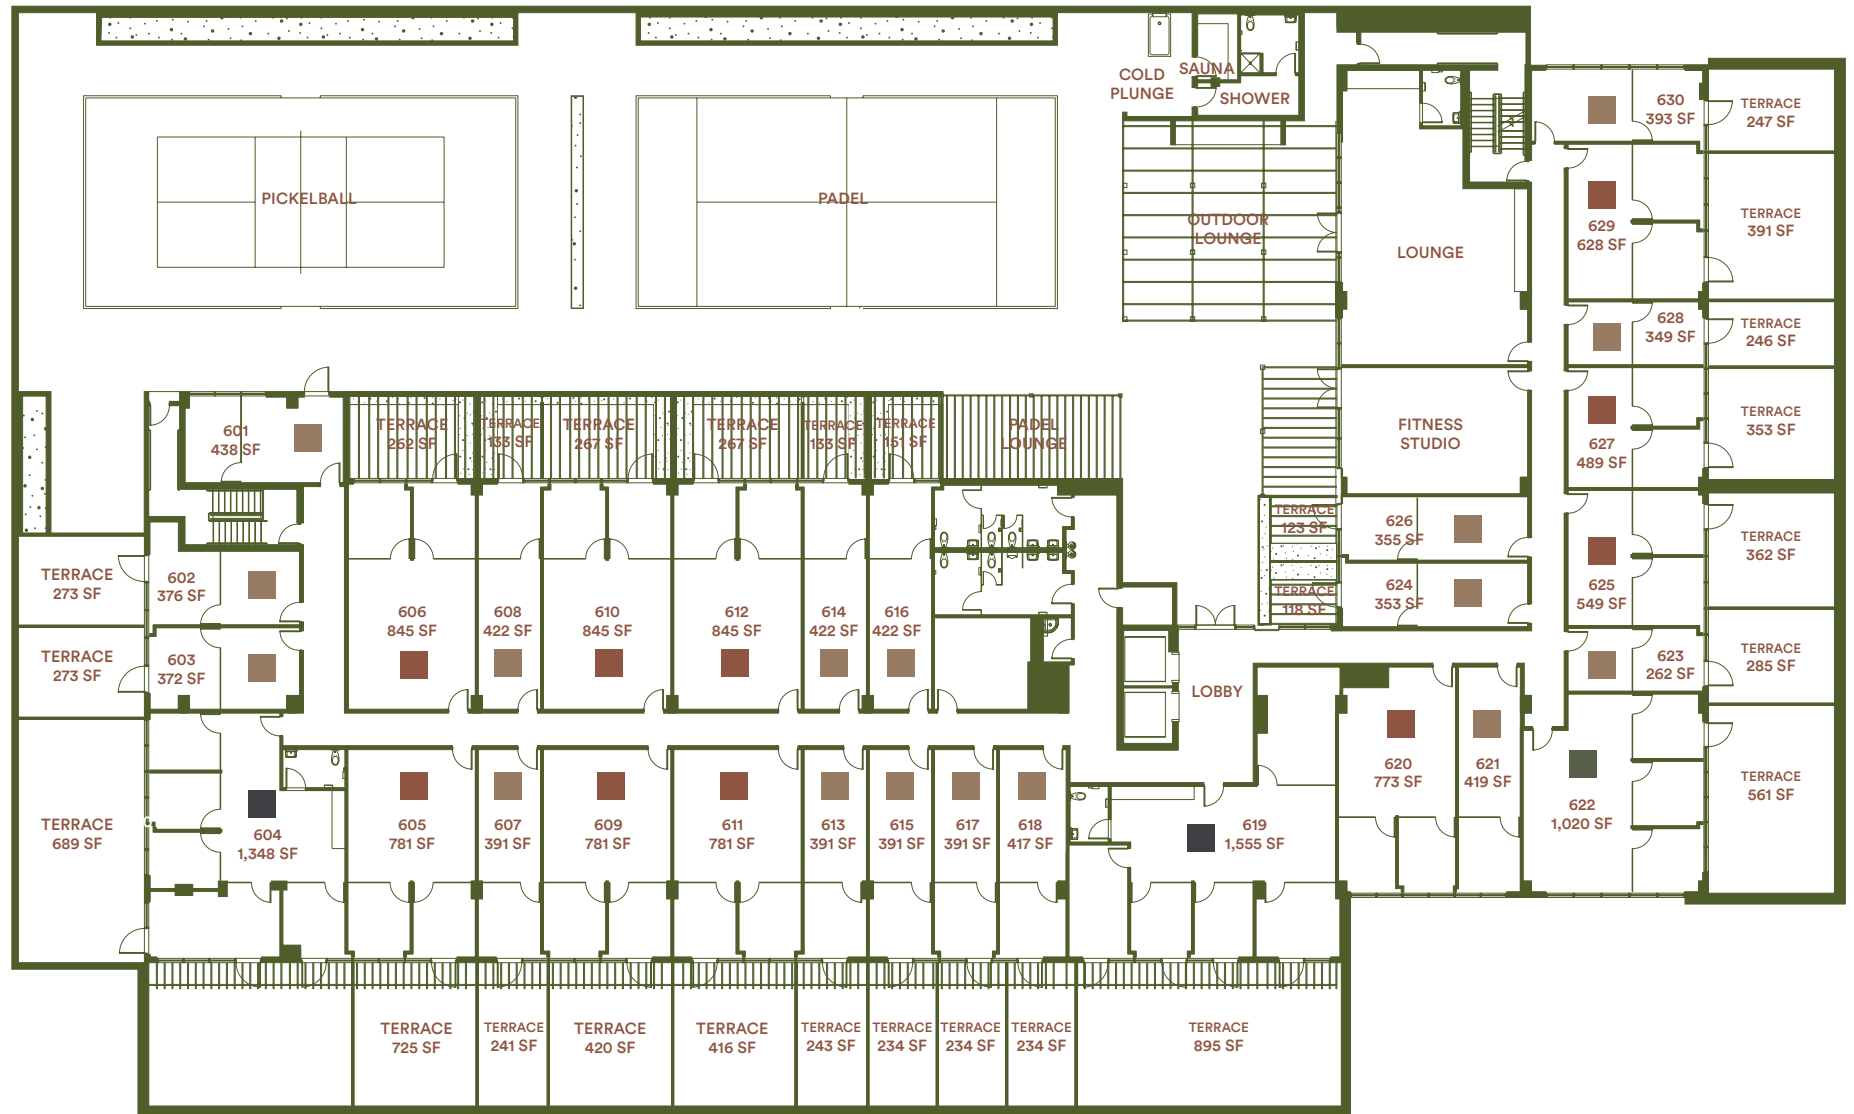 COLD
PLUNGE
SAUNA
SHOWER
630
393 SF
TERRACE
247 SF
PICKELBALL
PADEL
OUTDOOR
LOUNGE
LOUNGE
629
628 SF
TERRACE
391 SF
628
349 SF
TERRACE
246 SF
601
438 SF
TERRACE
262 SF
TERRACE
133 SF
TERRACE
267 SF
TERRACE
267 SF
TERRACE
133 SF
TERRACE
151 SF
PADEL
LOUNGE
FITNESS
STUDIO
627
489 SF
TERRACE
353 SF
TERRACE
123 SF
626
355 SF
TERRACE
362 SF
TERRACE
273 SF
602
376 SF
606
845 SF
608
422 SF
610
845 SF
612
845 SF
614
422 SF
616
422 SF
TERRACE
118 SF
624
353 SF
625
549 SF
TERRACE
273 SF
603
372 SF
LOBBY
623
262 SF
TERRACE
285 SF
TERRACE
689 SF
604
1,348 SF
605
781 SF
607
391 SF
609
781 SF
611
781 SF
613
391 SF
615
391 SF
617
391 SF
618
417 SF
619
1,555 SF
620
773 SF
621
419 SF
622
1,020 SF
TERRACE
561 SF
TERRACE
725 SF
TERRACE
241 SF
TERRACE
420 SF
TERRACE
416 SF
TERRACE
243 SF
TERRACE
234 SF
TERRACE
234 SF
TERRACE
234 SF
TERRACE
895 SF